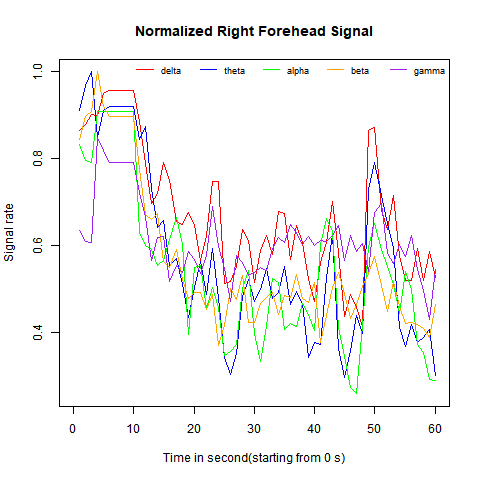 Normalized Right Forehead Signal
delta theta alpha beta gamma
1.0
0.8
0.6
0.4
Signal rate
0 10 20 30 40 50 60
Time in second(starting from 0 s)